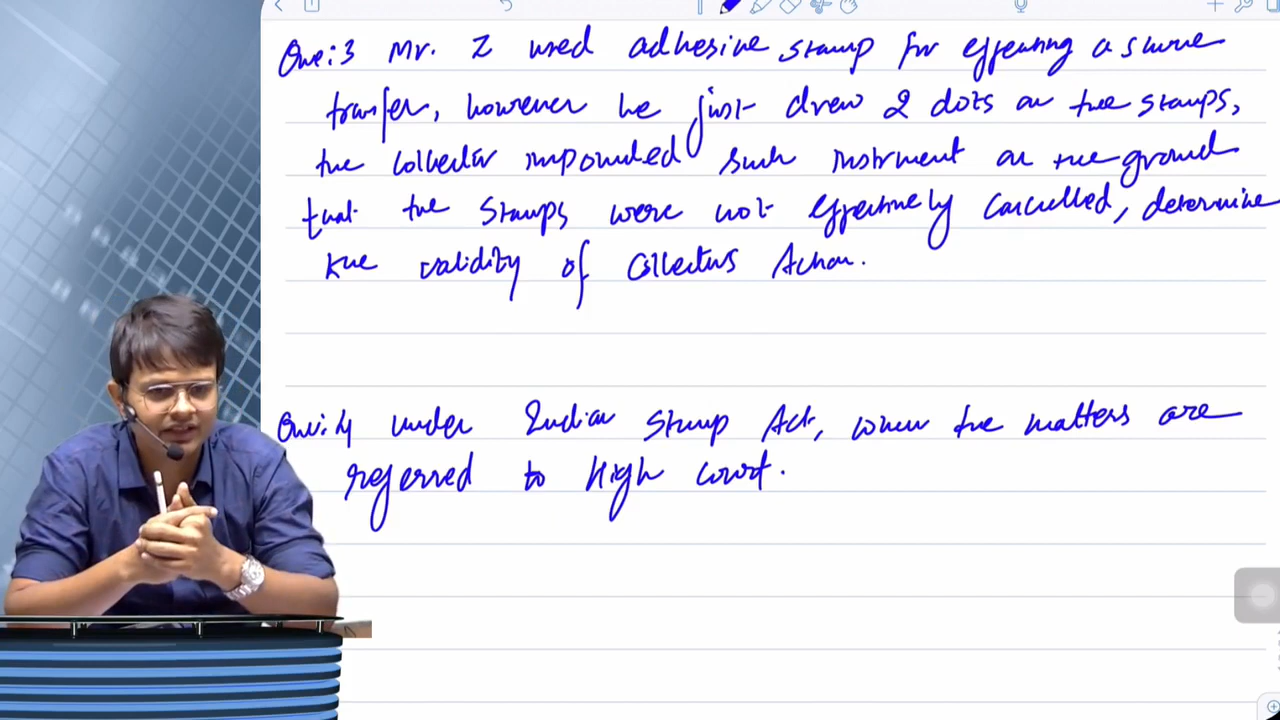 Que:3 Mr. Z used adhesive stamp for effecting a share
transfer, however he just drew 2 dots on the stamps,
the collector impounded such instrment on the ground
that the stamps were not effectively cancelled, determine
the validity of Collectors Action.
Que:4 under Indian Stamp Act, when the matters are
referred to High court.